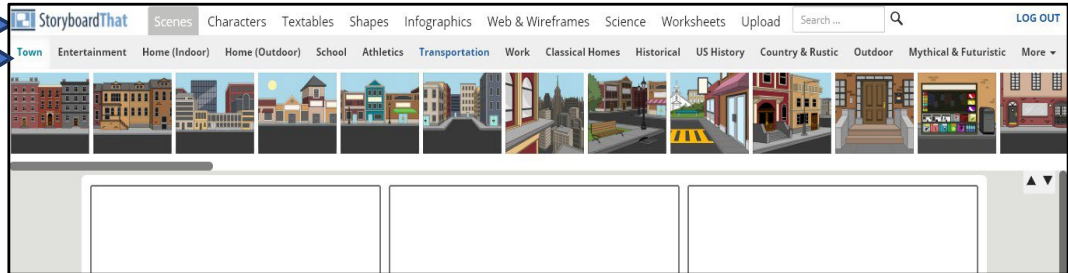 StoryboardThat Scenes Characters Textables Shapes Infographics Web & Wireframes Science Worksheets Upload Search ... LOG OUT
Town Entertainment Home (Indoor) Home (Outdoor) School Athletics Transportation Work Classical Homes Historical US History Country & Rustic Outdoor Mythical & Futuristic More